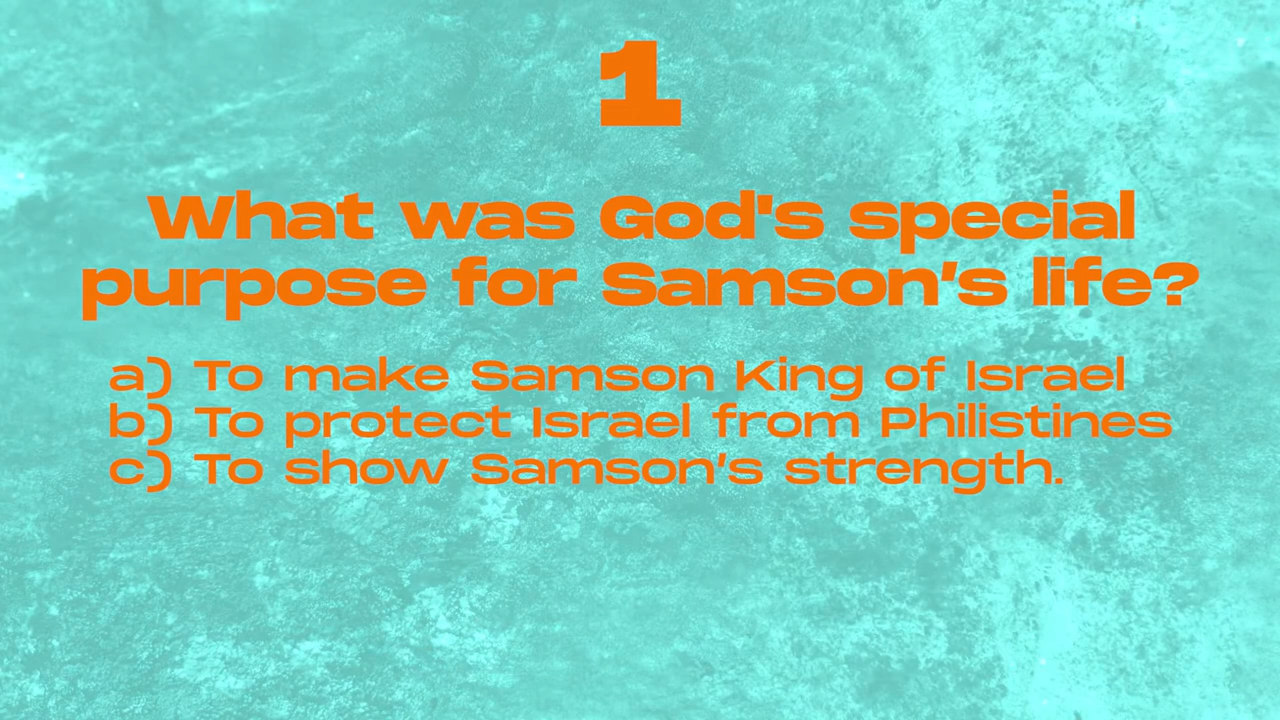 1
What was God's special
purpose for Samson’s life?
a) To make Samson King of Israel
b) To protect Israel from Philistines
c) To show Samson’s strength.